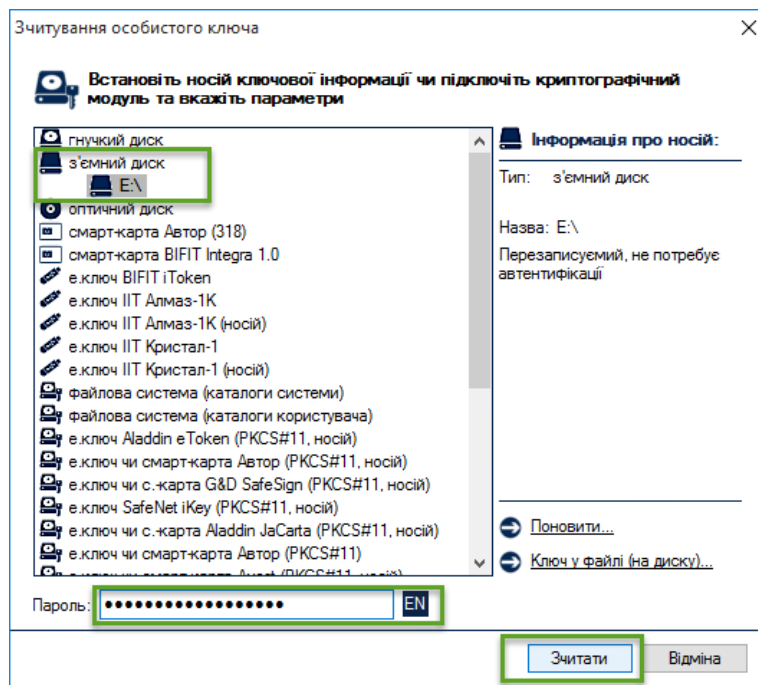 Зчитування особистого ключа
Встановіть носій ключової інформації чи підключіть криптографічний
модуль та вкажіть параметри
гнучкий диск
з'ємний диск
E:\
оптичний диск
смарт-карта Автор (318)
смарт-карта BIFIT Integra 1.0
е.ключ BIFIT iToken
е.ключ ІІТ Алмаз-1К
е.ключ ІІТ Алмаз-1К (носій)
е.ключ ІІТ Кристал-1
е.ключ ІІТ Кристал-1 (носій)
файлова система (каталоги системи)
файлова система (каталоги користувача)
е.ключ Aladdin eToken (PKCS#11, носій)
е.ключ чи смарт-карта Автор (PKCS#11, носій)
е.ключ чи с.-карта G&D SafeSign (PKCS#11, носій)
е.ключ SafeNet iKey (PKCS#11, носій)
е.ключ чи с.-карта Aladdin JaCarta (PKCS#11, носій)
е.ключ чи смарт-карта Автор (PKCS#11)
Інформація про носій:
Тип: з'ємний диск
Назва: E:\
Перезаписуемий, не потребує
автентифікації
Поновити...
Ключ у файлі (на диску)...
Пароль: ••••••••••••••••••
EN
Зчитати
Відміна